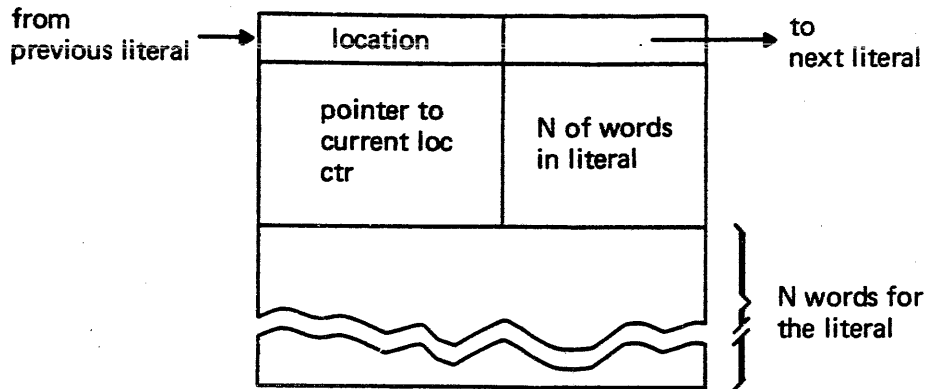 from
previous literal
location
to
next literal
pointer to
current loc
ctr
N of words
in literal
N words for
the literal